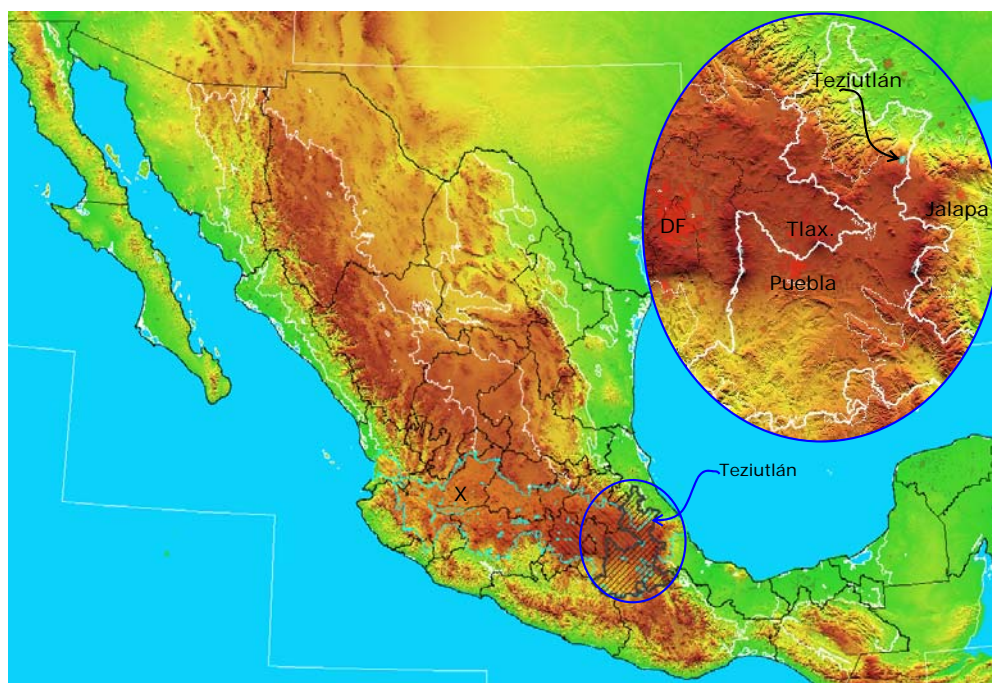 Teziutlán
Jalapa
DF
Tlax.
Puebla
Teziutlán
X